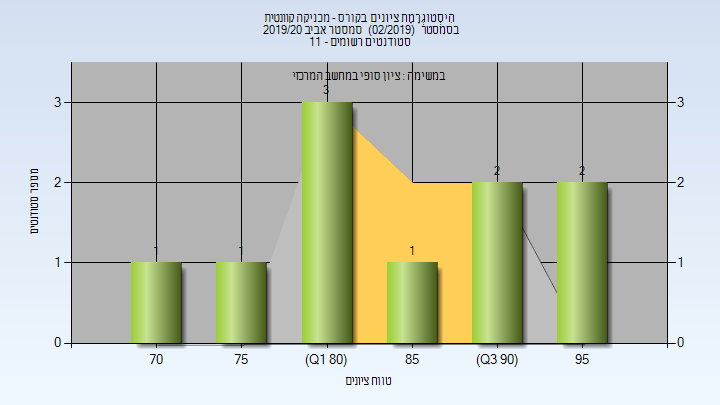 היסטוגרמת ציונים בקורס - מכניקה קוונטית
בסמסטר (02/2019) סמסטר אביב 2019/20
סטודנטים רשומים - 11
במשימה : ציון סופי במחשב המרכזי
מספר סטודנטים
3 3
2 2
1 1
0 0
1 1 3 1 2 2
70 75 (Q1 80) 85 (Q3 90) 95
טווח ציונים